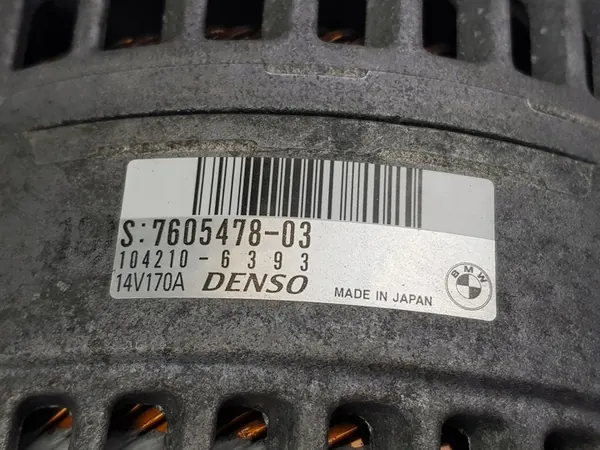 S: 7605478-03
104210-6393
14V170A DENSO MADE IN JAPAN
BMW